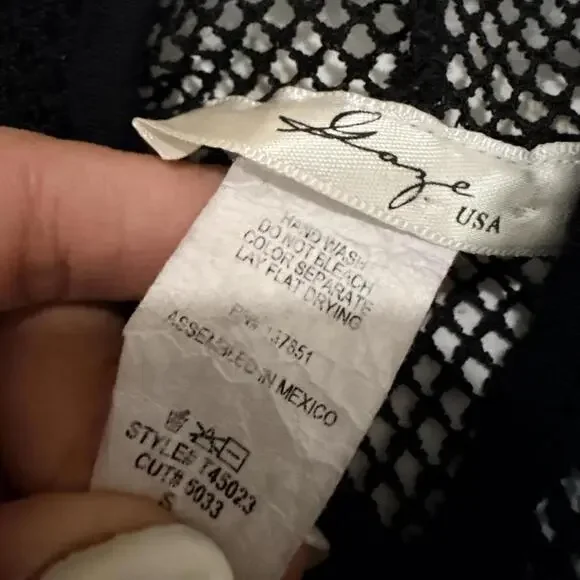 Gaze
USA
HAND WASH
DO NOT BLEACH
COLOR SEPARATE
LAY FLAT DRYING
137851
ASSEMBLED IN MEXICO
STYLE# T45023
CUT# 5033
S